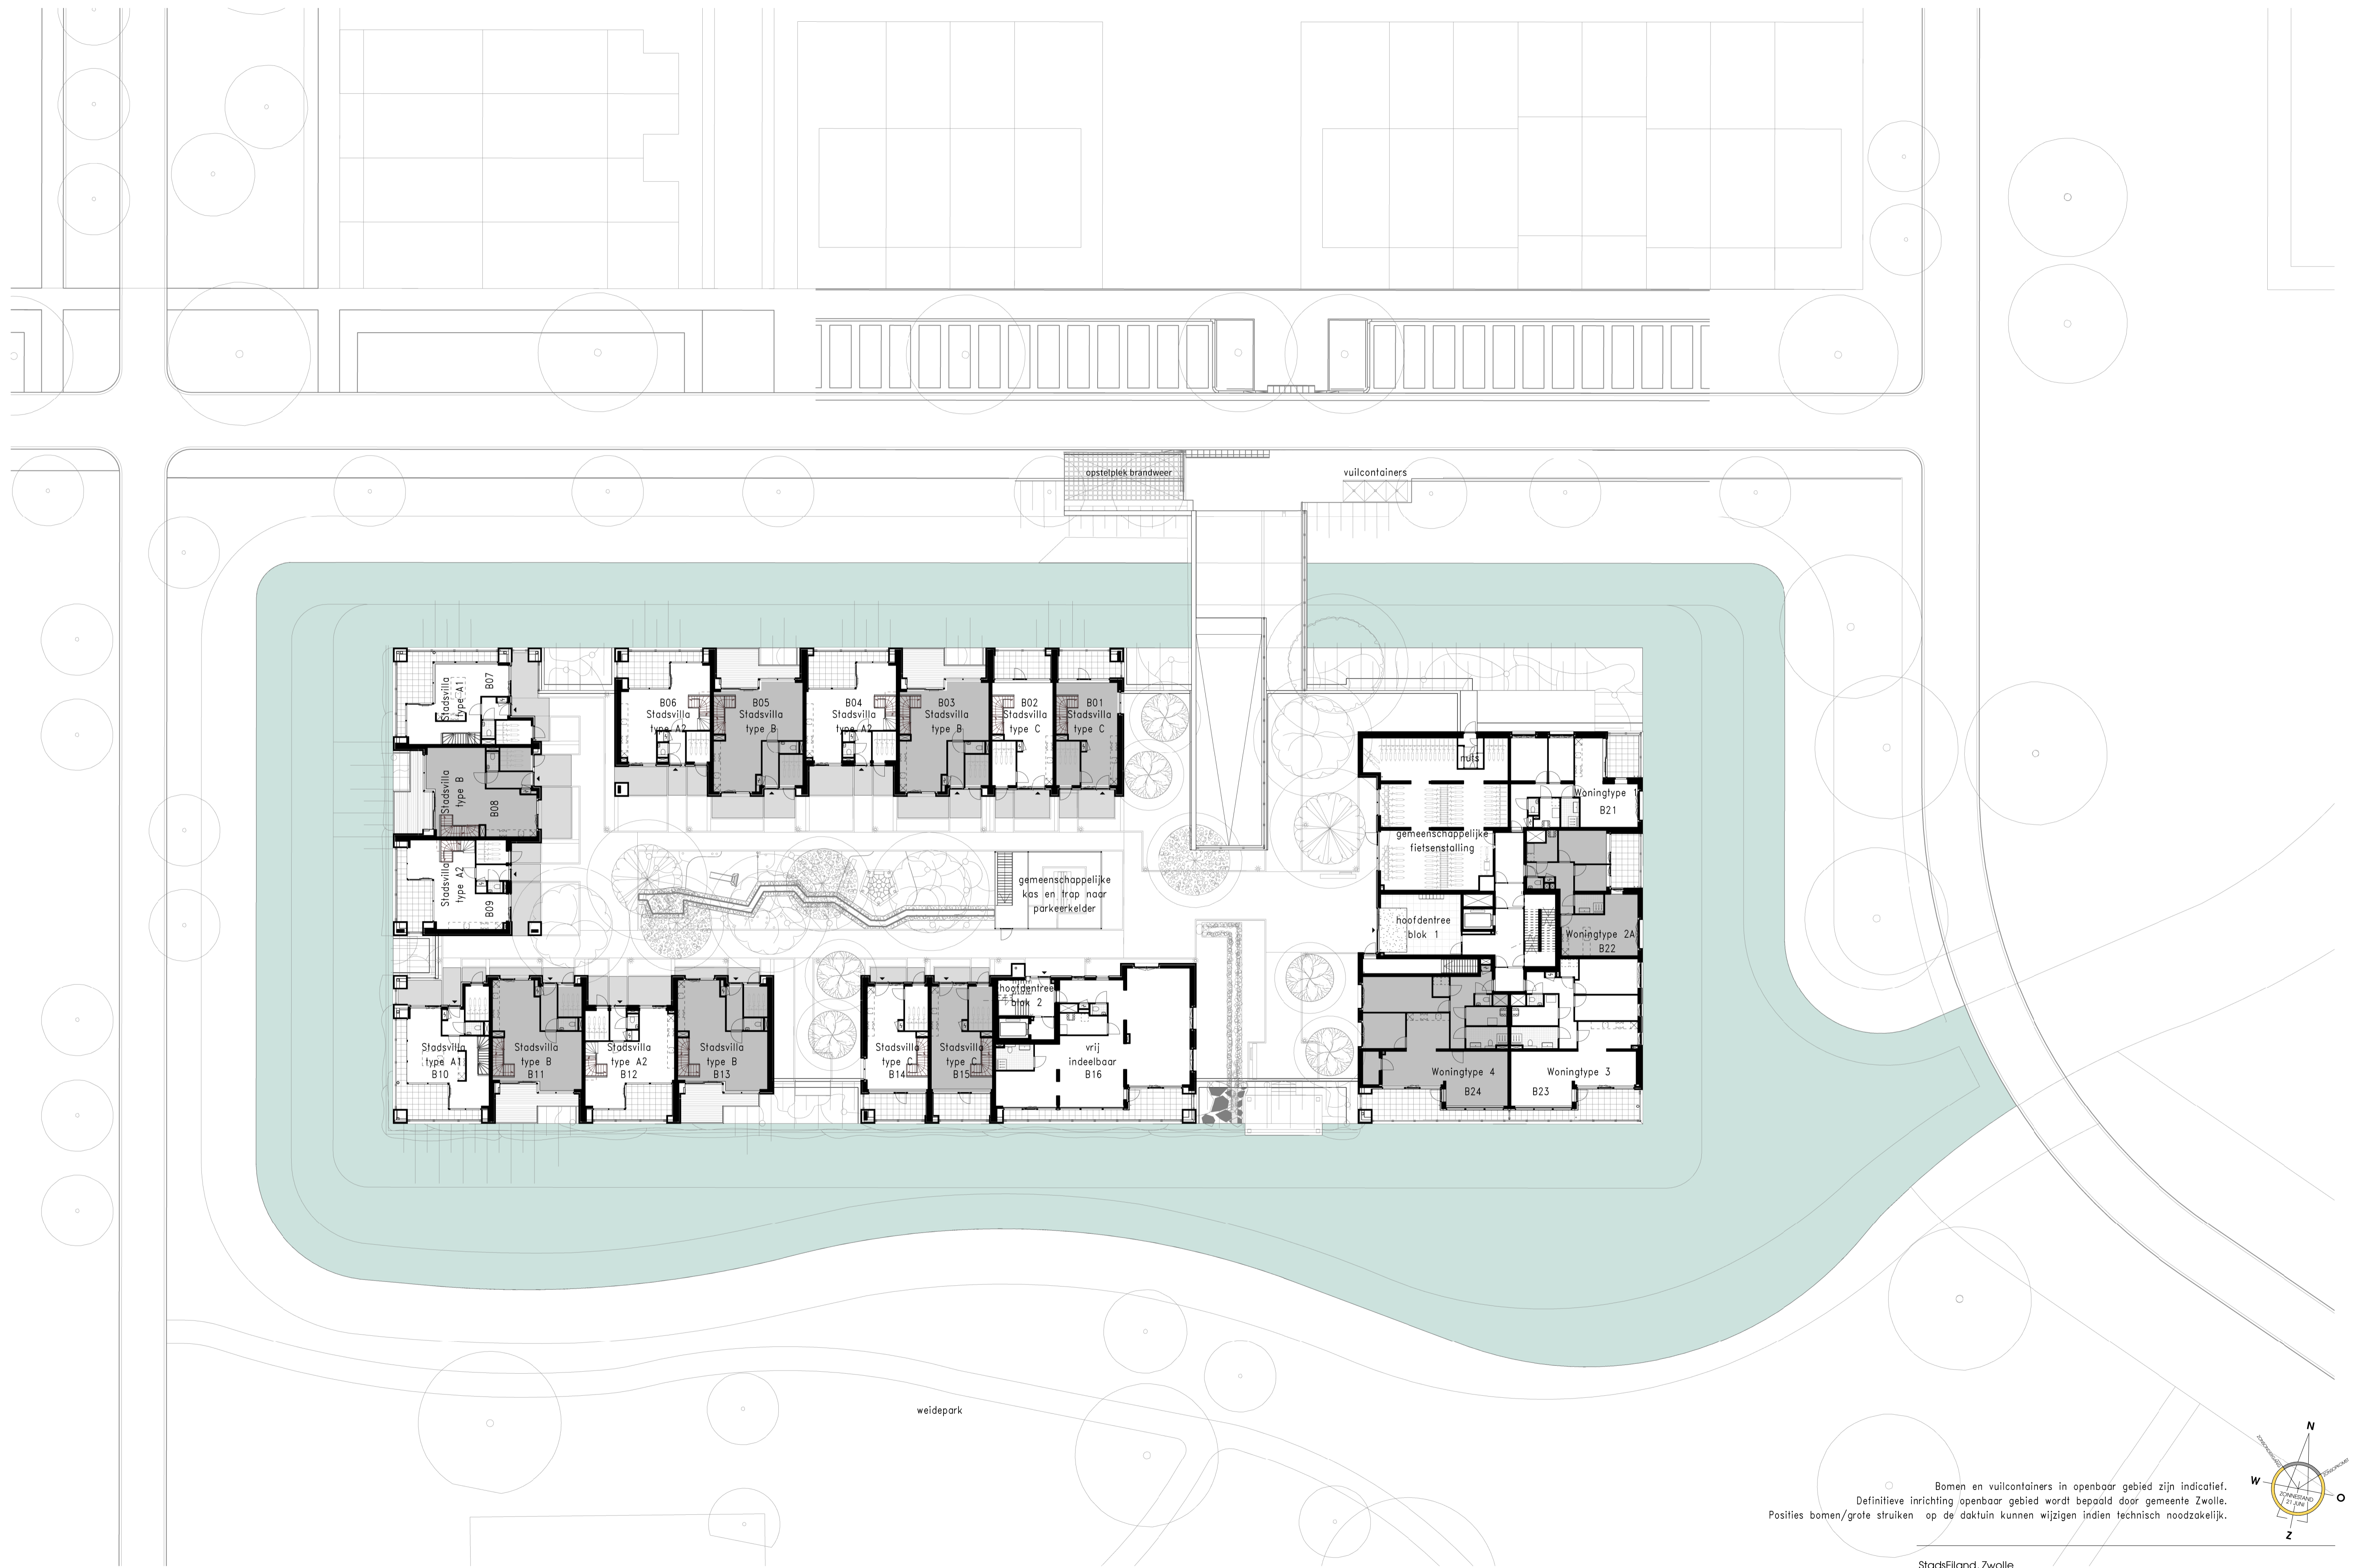 opstelplek brandweer
vuilcontainers
Stadsvilla
type A1
B07
B06
Stadsvilla
type A2
B05
Stadsvilla
type B
B04
Stadsvilla
type A2
B03
Stadsvilla
type B
B02
Stadsvilla
type C
B01
Stadsvilla
type C
nuts
Woningtype 1
B21
Stadsvilla
type B
B08
gemeenschappelijke
fietsenstalling
Stadsvilla
type A2
B09
gemeenschappelijke
kas en trap naar
parkeerkelder
hoofdentree
blok 1
Woningtype 2A
B22
hoofdentree
blok 2
Stadsvilla
type A1
B10
Stadsvilla
type B
B11
Stadsvilla
type A2
B12
Stadsvilla
type B
B13
Stadsvilla
type C
B14
Stadsvilla
type C
B15
vrij
indeelbaar
B16
Woningtype 4
B24
Woningtype 3
B23
weidepark
N
W
O
Z
ZONNESTAND
21 JUNI
Bomen en vuilcontainers in openbaar gebied zijn indicatief.
Definitieve inrichting openbaar gebied wordt bepaald door gemeente Zwolle.
Posities bomen/grote struiken op de daktuin kunnen wijzigen indien technisch noodzakelijk.
StadsEiland, Zwolle